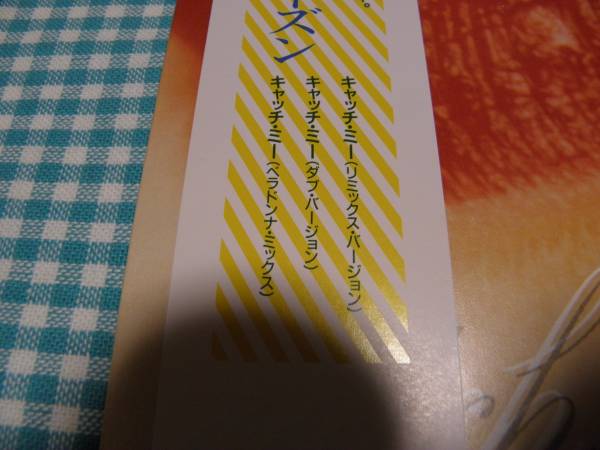 。
キャッチ・ミー(リミックス・バージョン)
キャッチ・ミー(ダブ・バージョン)
キャッチ・ミー(ベラドンナ・ミックス)
ーズン